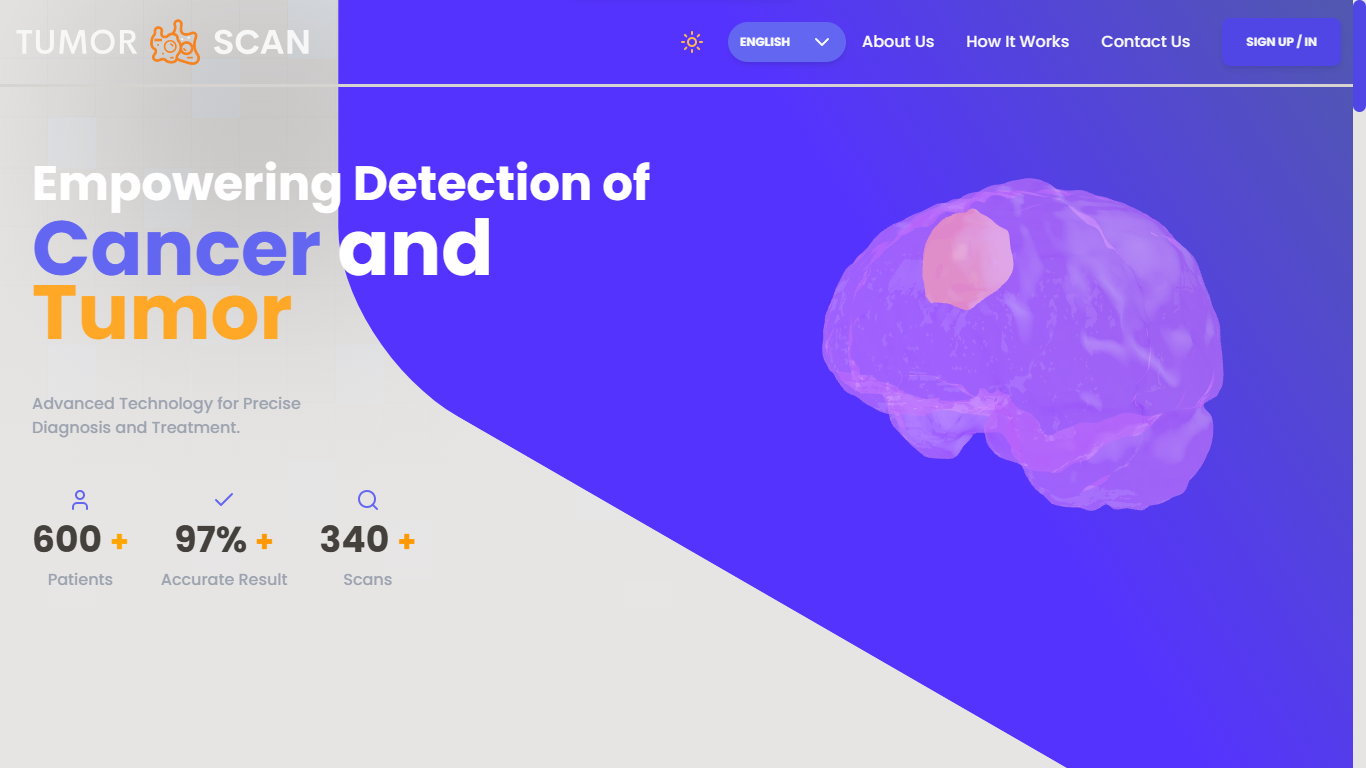 TUMOR SCAN
ENGLISH
About Us
How It Works
Contact Us
SIGN UP / IN
Empowering Detection of
Cancer and
Tumor
Advanced Technology for Precise
Diagnosis and Treatment.
600 + 97% + 340 +
Patients Accurate Result Scans